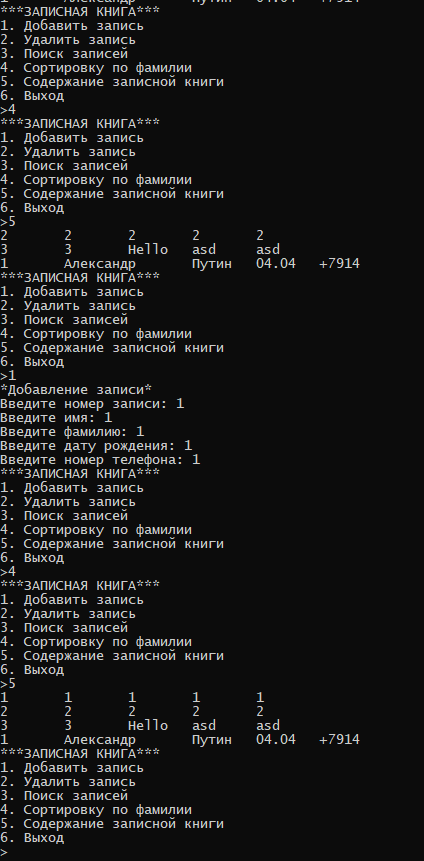 1 Александр Путин 04.04 +7914
***ЗАПИСНАЯ КНИГА***
1. Добавить запись
2. Удалить запись
3. Поиск записей
4. Сортировку по фамилии
5. Содержание записной книги
6. Выход
>4
***ЗАПИСНАЯ КНИГА***
1. Добавить запись
2. Удалить запись
3. Поиск записей
4. Сортировку по фамилии
5. Содержание записной книги
6. Выход
>5
2 2 2 2 2
3 3 Hello asd asd
1 Александр Путин 04.04 +7914
***ЗАПИСНАЯ КНИГА***
1. Добавить запись
2. Удалить запись
3. Поиск записей
4. Сортировку по фамилии
5. Содержание записной книги
6. Выход
>1
*Добавление записи*
Введите номер записи: 1
Введите имя: 1
Введите фамилию: 1
Введите дату рождения: 1
Введите номер телефона: 1
***ЗАПИСНАЯ КНИГА***
1. Добавить запись
2. Удалить запись
3. Поиск записей
4. Сортировку по фамилии
5. Содержание записной книги
6. Выход
>4
***ЗАПИСНАЯ КНИГА***
1. Добавить запись
2. Удалить запись
3. Поиск записей
4. Сортировку по фамилии
5. Содержание записной книги
6. Выход
>5
1 1 1 1 1
2 2 2 2 2
3 3 Hello asd asd
1 Александр Путин 04.04 +7914
***ЗАПИСНАЯ КНИГА***
1. Добавить запись
2. Удалить запись
3. Поиск записей
4. Сортировку по фамилии
5. Содержание записной книги
6. Выход
>